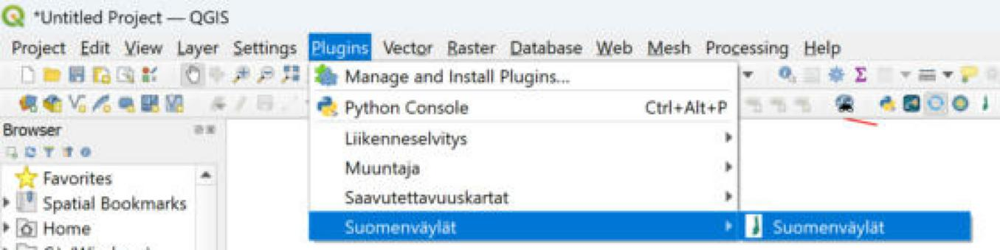 *Untitled Project — QGIS
Project Edit View Layer Settings Plugins Vector Raster Database Web Mesh Processing Help
Manage and Install Plugins...
Python Console Ctrl+Alt+P
Browser
Liikenneselvitys
Muuntaja
Favorites
Saavutettavuuskartat
Spatial Bookmarks
Home
Suomenväylät Suomenväylät